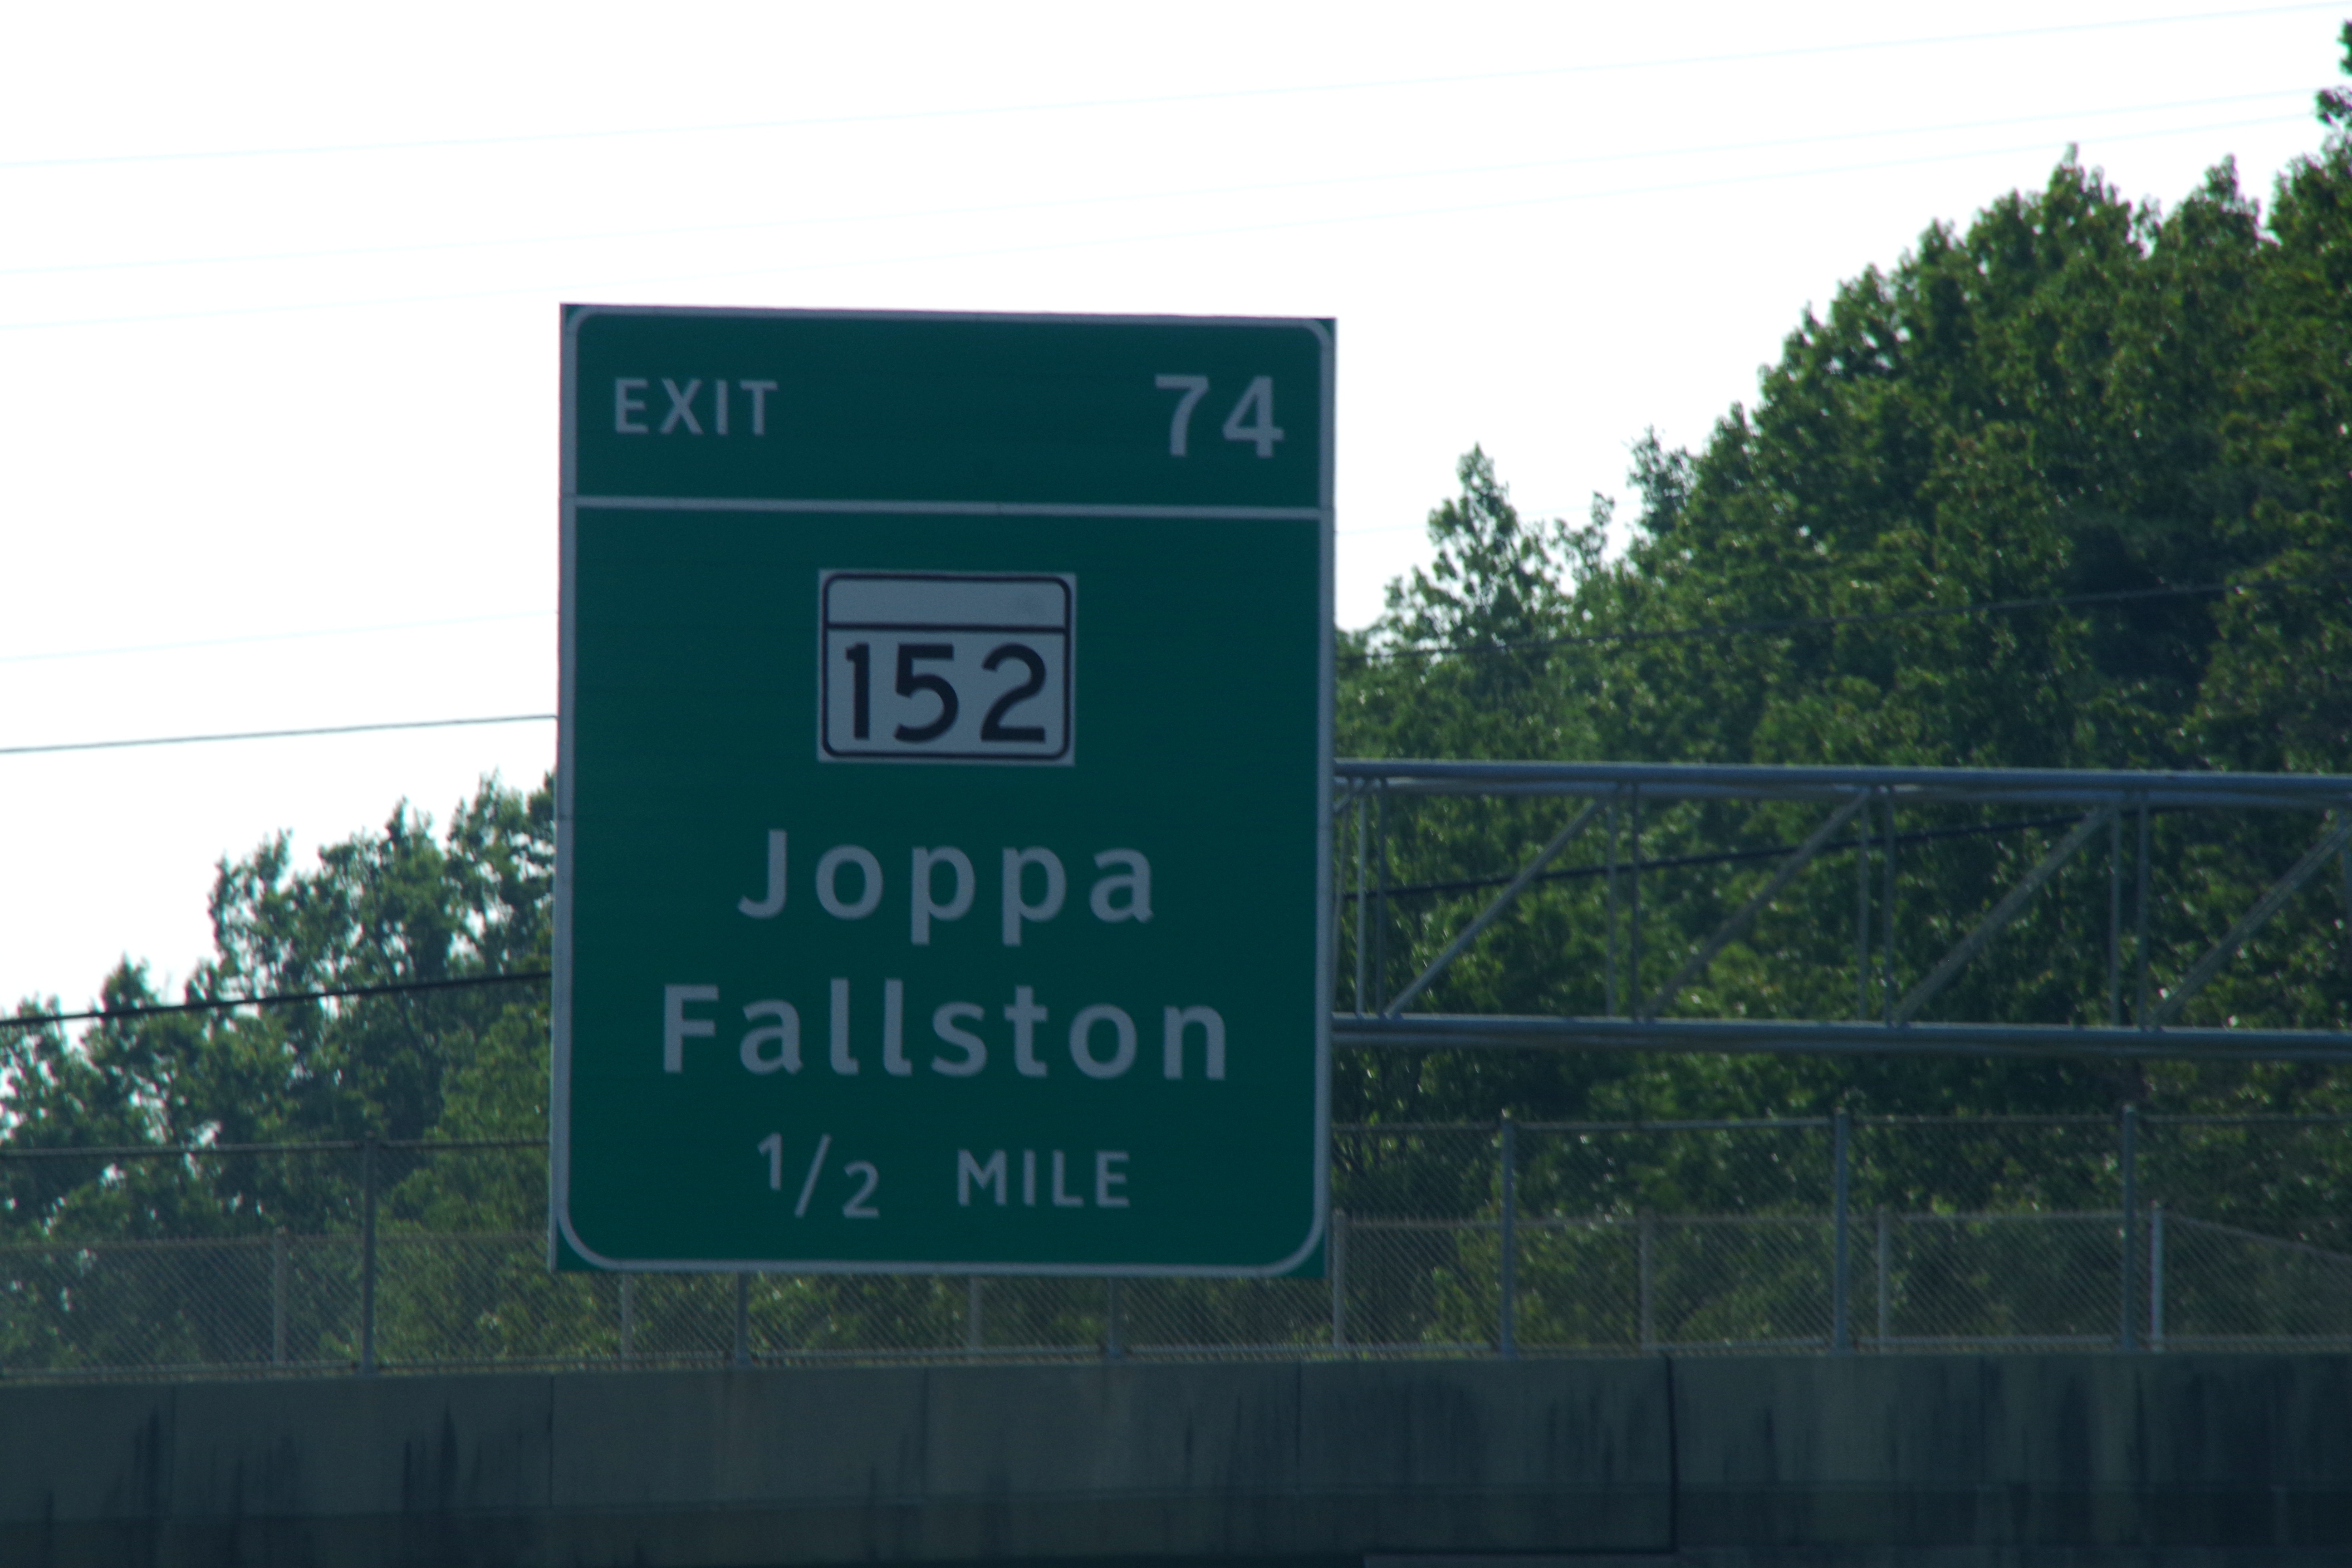 EXIT 74
152
Joppa
Fallston
1/2 MILE